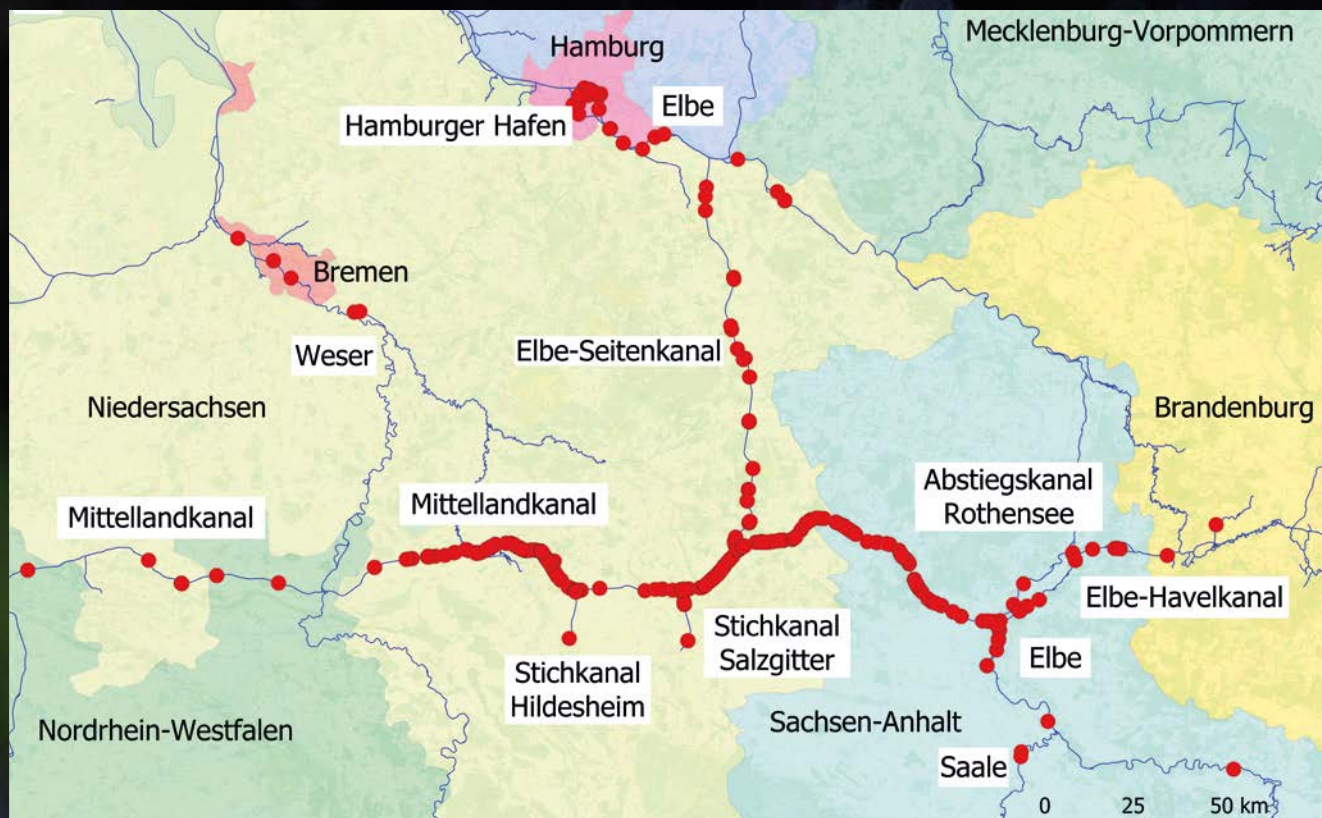 Hamburg
Mecklenburg-Vorpommern
Hamburger Hafen
Elbe
Bremen
Weser
Elbe-Seitenkanal
Niedersachsen
Brandenburg
Mittellandkanal
Mittellandkanal
Abstiegskanal
Rothensee
Elbe-Havelkanal
Stichkanal
Salzgitter
Elbe
Stichkanal
Hildesheim
Nordrhein-Westfalen
Sachsen-Anhalt
Saale
0 25 50 km